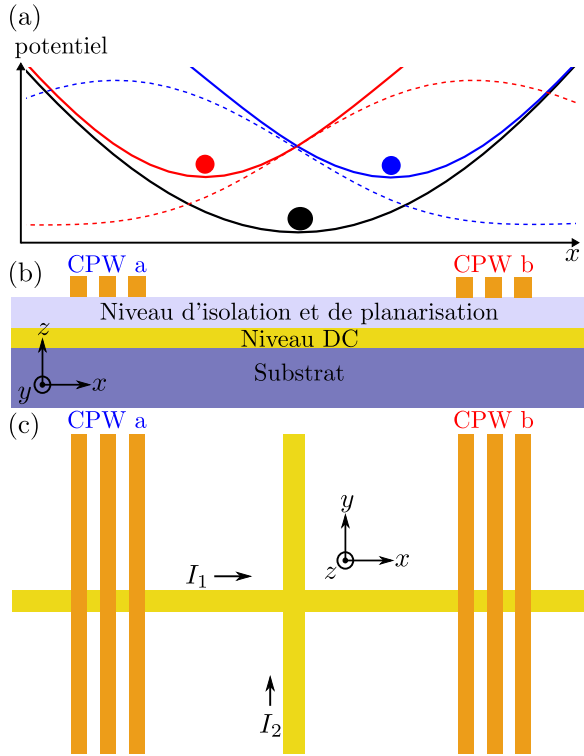 (a)
potentiel
x
(b)
CPW a CPW b
Niveau d'isolation et de planarisation
z
Niveau DC
Substrat
y x
(c)
CPW a CPW b
y
z x
I₁
I₂